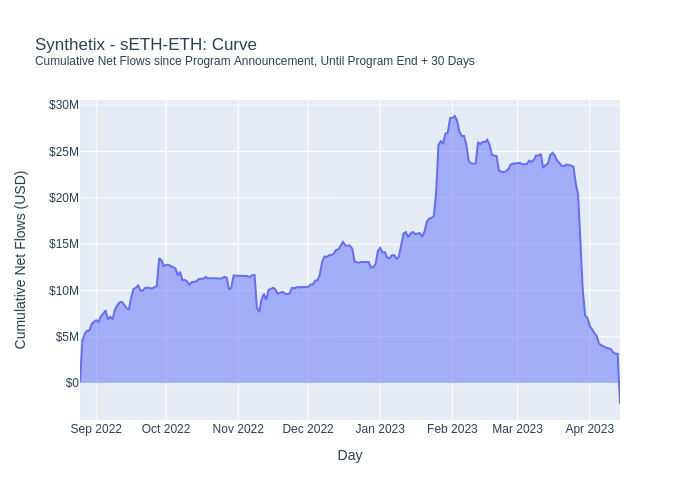 Synthetix - sETH-ETH: Curve
Cumulative Net Flows since Program Announcement, Until Program End + 30 Days
Cumulative Net Flows (USD)
$30M
$25M
$20M
$15M
$10M
$5M
$0
Sep 2022 Oct 2022 Nov 2022 Dec 2022 Jan 2023 Feb 2023 Mar 2023 Apr 2023
Day